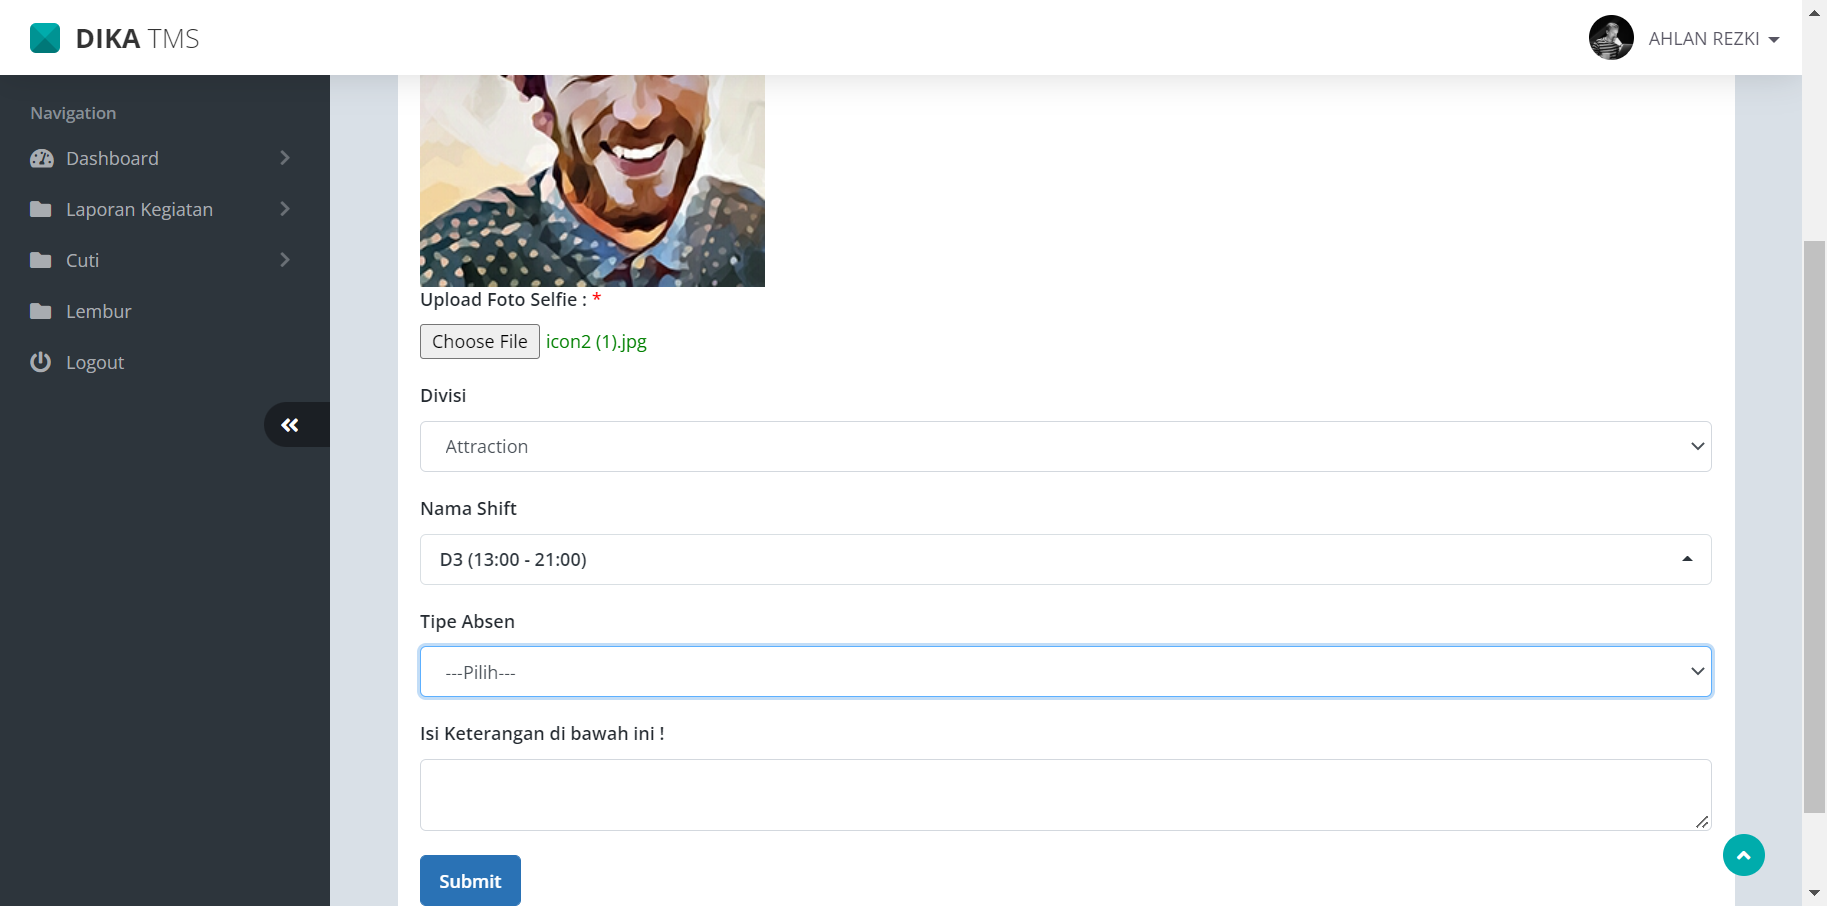 DIKA TMS
AHLAN REZKI
Navigation
Dashboard
Laporan Kegiatan
Cuti
Lembur
Logout
Upload Foto Selfie : *
Choose File icon2 (1).jpg
Divisi
Attraction
Nama Shift
D3 (13:00 - 21:00)
Tipe Absen
---Pilih---
Isi Keterangan di bawah ini !
Submit